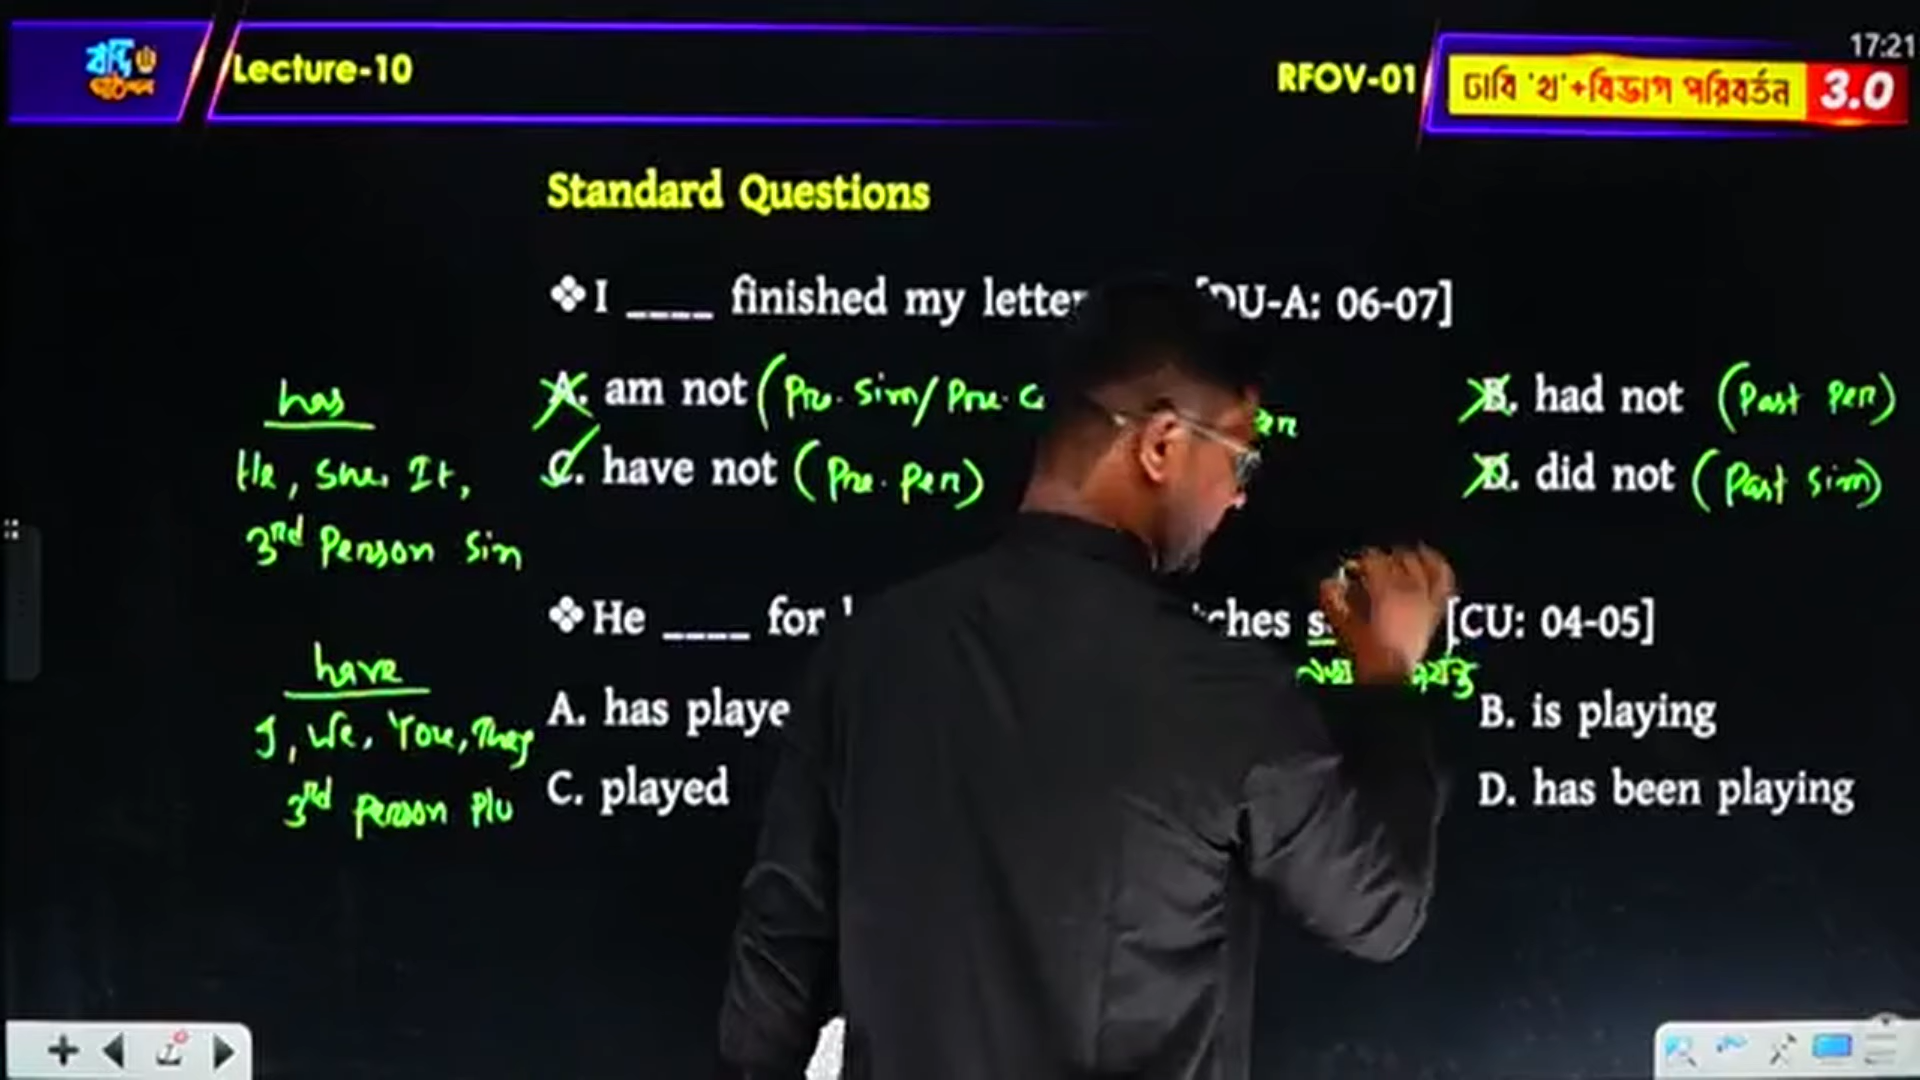 17:21
Lecture-10
RFOV-01
ঢাবি 'খ'+বিভাগ পরিবর্তন 3.0
Standard Questions
❖I ____ finished my letter [DU-A: 06-07]
A. am not (Pre. Sim/Pre. C
B. had not (Past Per)
C. have not (Pre. Per)
D. did not (Past Sim)
has
He, She, It,
3rd Person Sin
❖He ____ for ches [CU: 04-05]
A. has playe
B. is playing
C. played
D. has been playing
have
I, We, You, They
3rd Person Plu